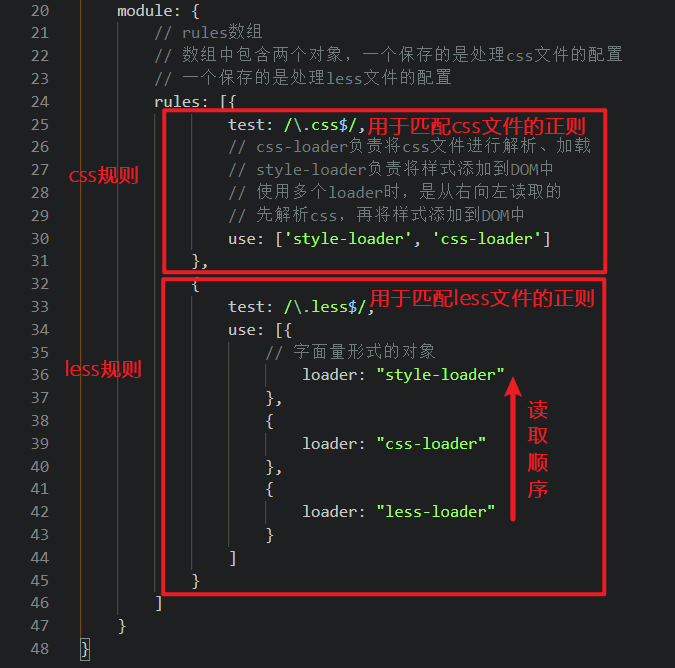 20 module: {
21 // rules数组
22 // 数组中包含两个对象，一个保存的是处理css文件的配置
23 // 一个保存的是处理less文件的配置
24 rules: [{
25 test: /\.css$/, 用于匹配css文件的正则
26 // css-loader负责将css文件进行解析、加载
css规则
27 // style-loader负责将样式添加到DOM中
28 // 使用多个loader时，是从右向左读取的
29 // 先解析css，再将样式添加到DOM中
30 use: ['style-loader', 'css-loader']
31 },
32 {
33 test: /\.less$/, 用于匹配less文件的正则
34 use: [{
35 // 字面量形式的对象
less规则
36 loader: "style-loader"
37 },
38 {
39 loader: "css-loader"
40 },
41 {
42 loader: "less-loader"
读
取
顺
序
43 }
44 ]
45 }
46 ]
47 }
48 }